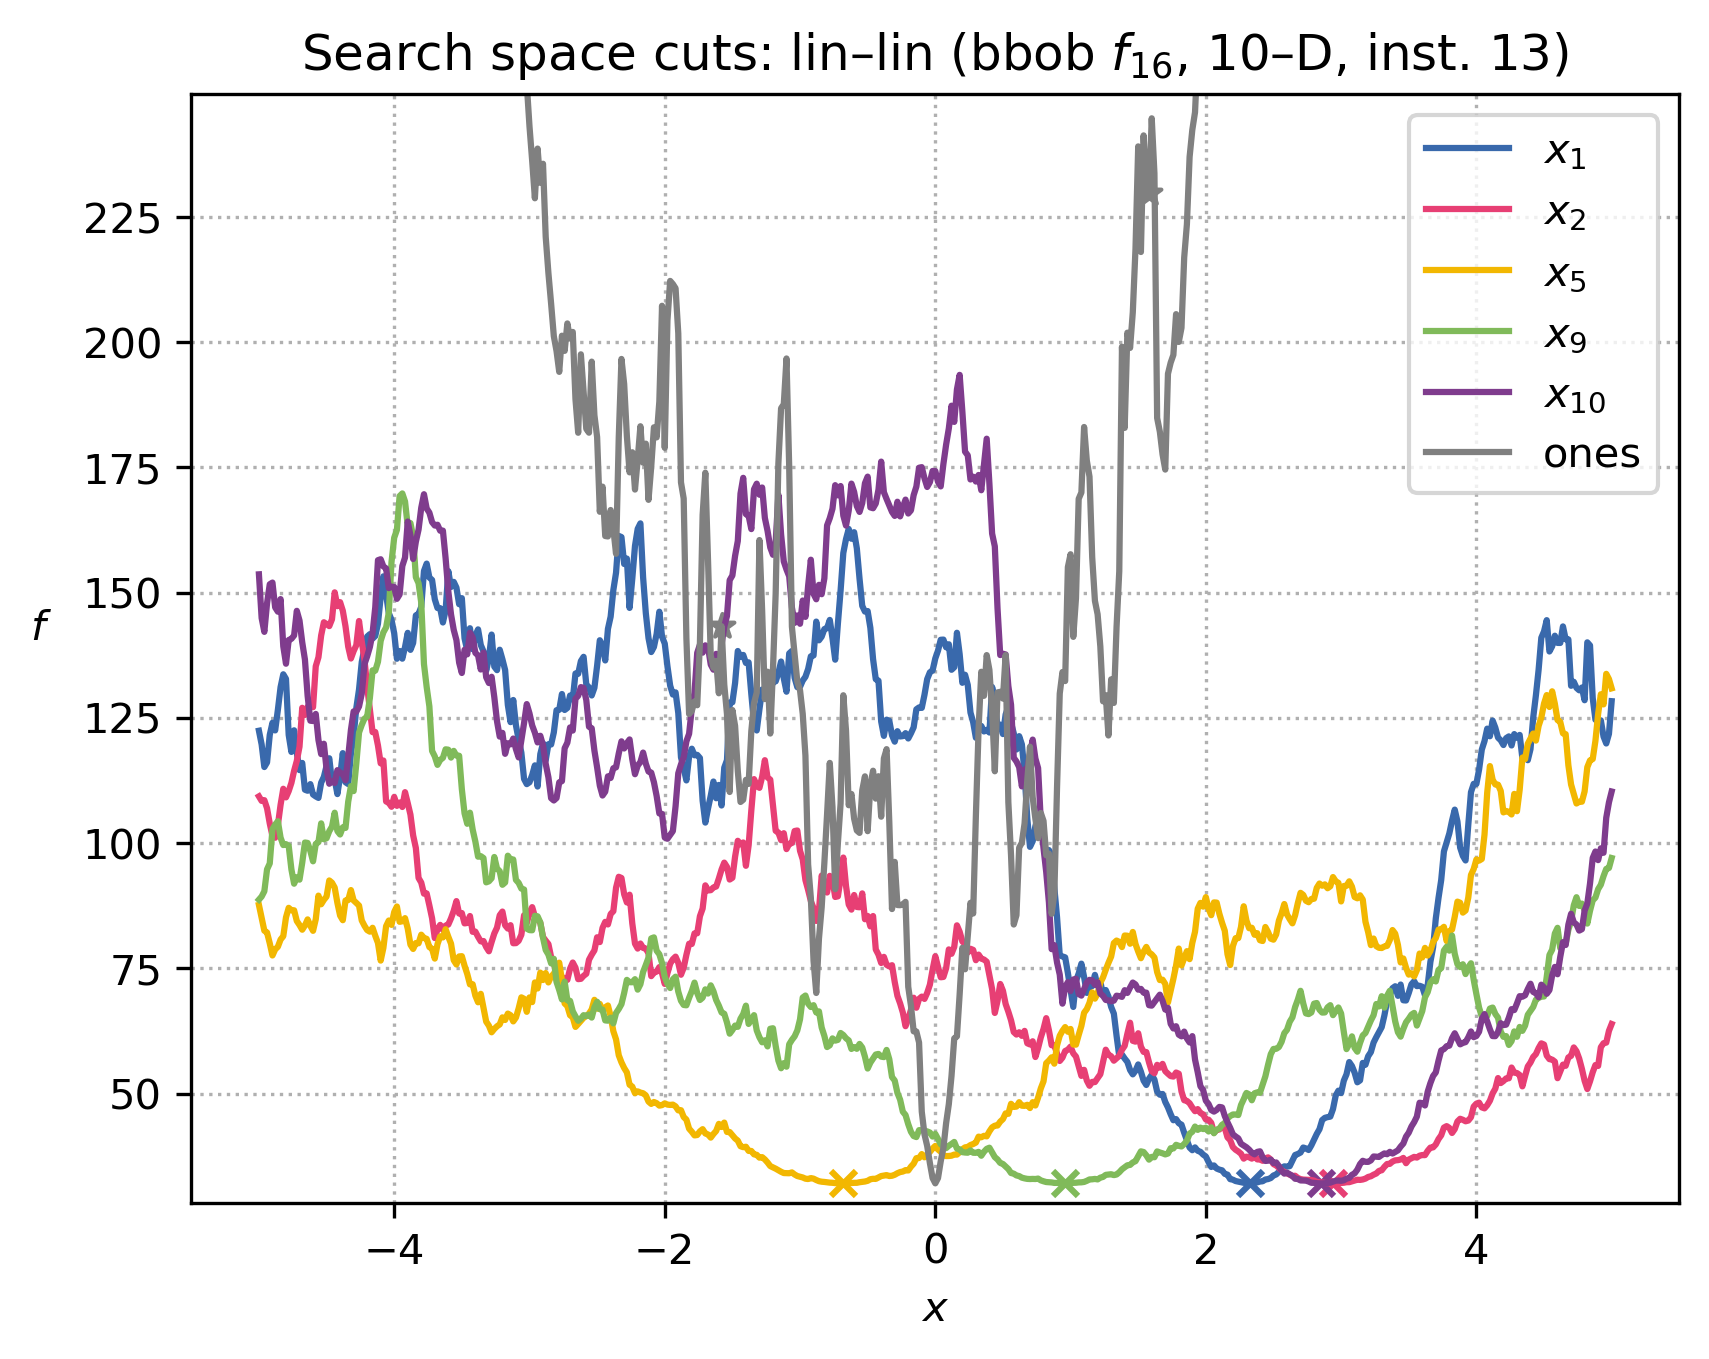 Search space cuts: lin–lin (bbob f₁₆, 10–D, inst. 13)
x₁
x₂
x₅
x₉
x₁₀
ones
225
200
175
150
125
100
75
50
f
−4
−2
0
2
4
x